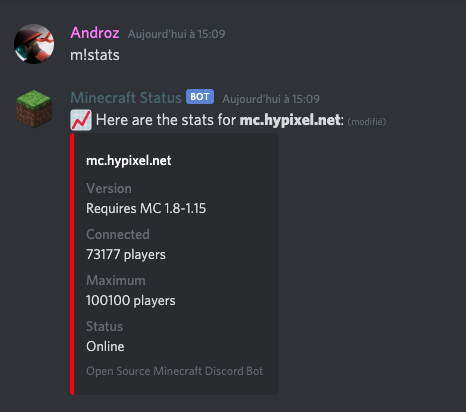 Androz Aujourd'hui à 15:09
m!stats
Minecraft Status BOT Aujourd'hui à 15:09
Here are the stats for mc.hypixel.net: (modifié)
mc.hypixel.net
Version
Requires MC 1.8-1.15
Connected
73177 players
Maximum
100100 players
Status
Online
Open Source Minecraft Discord Bot